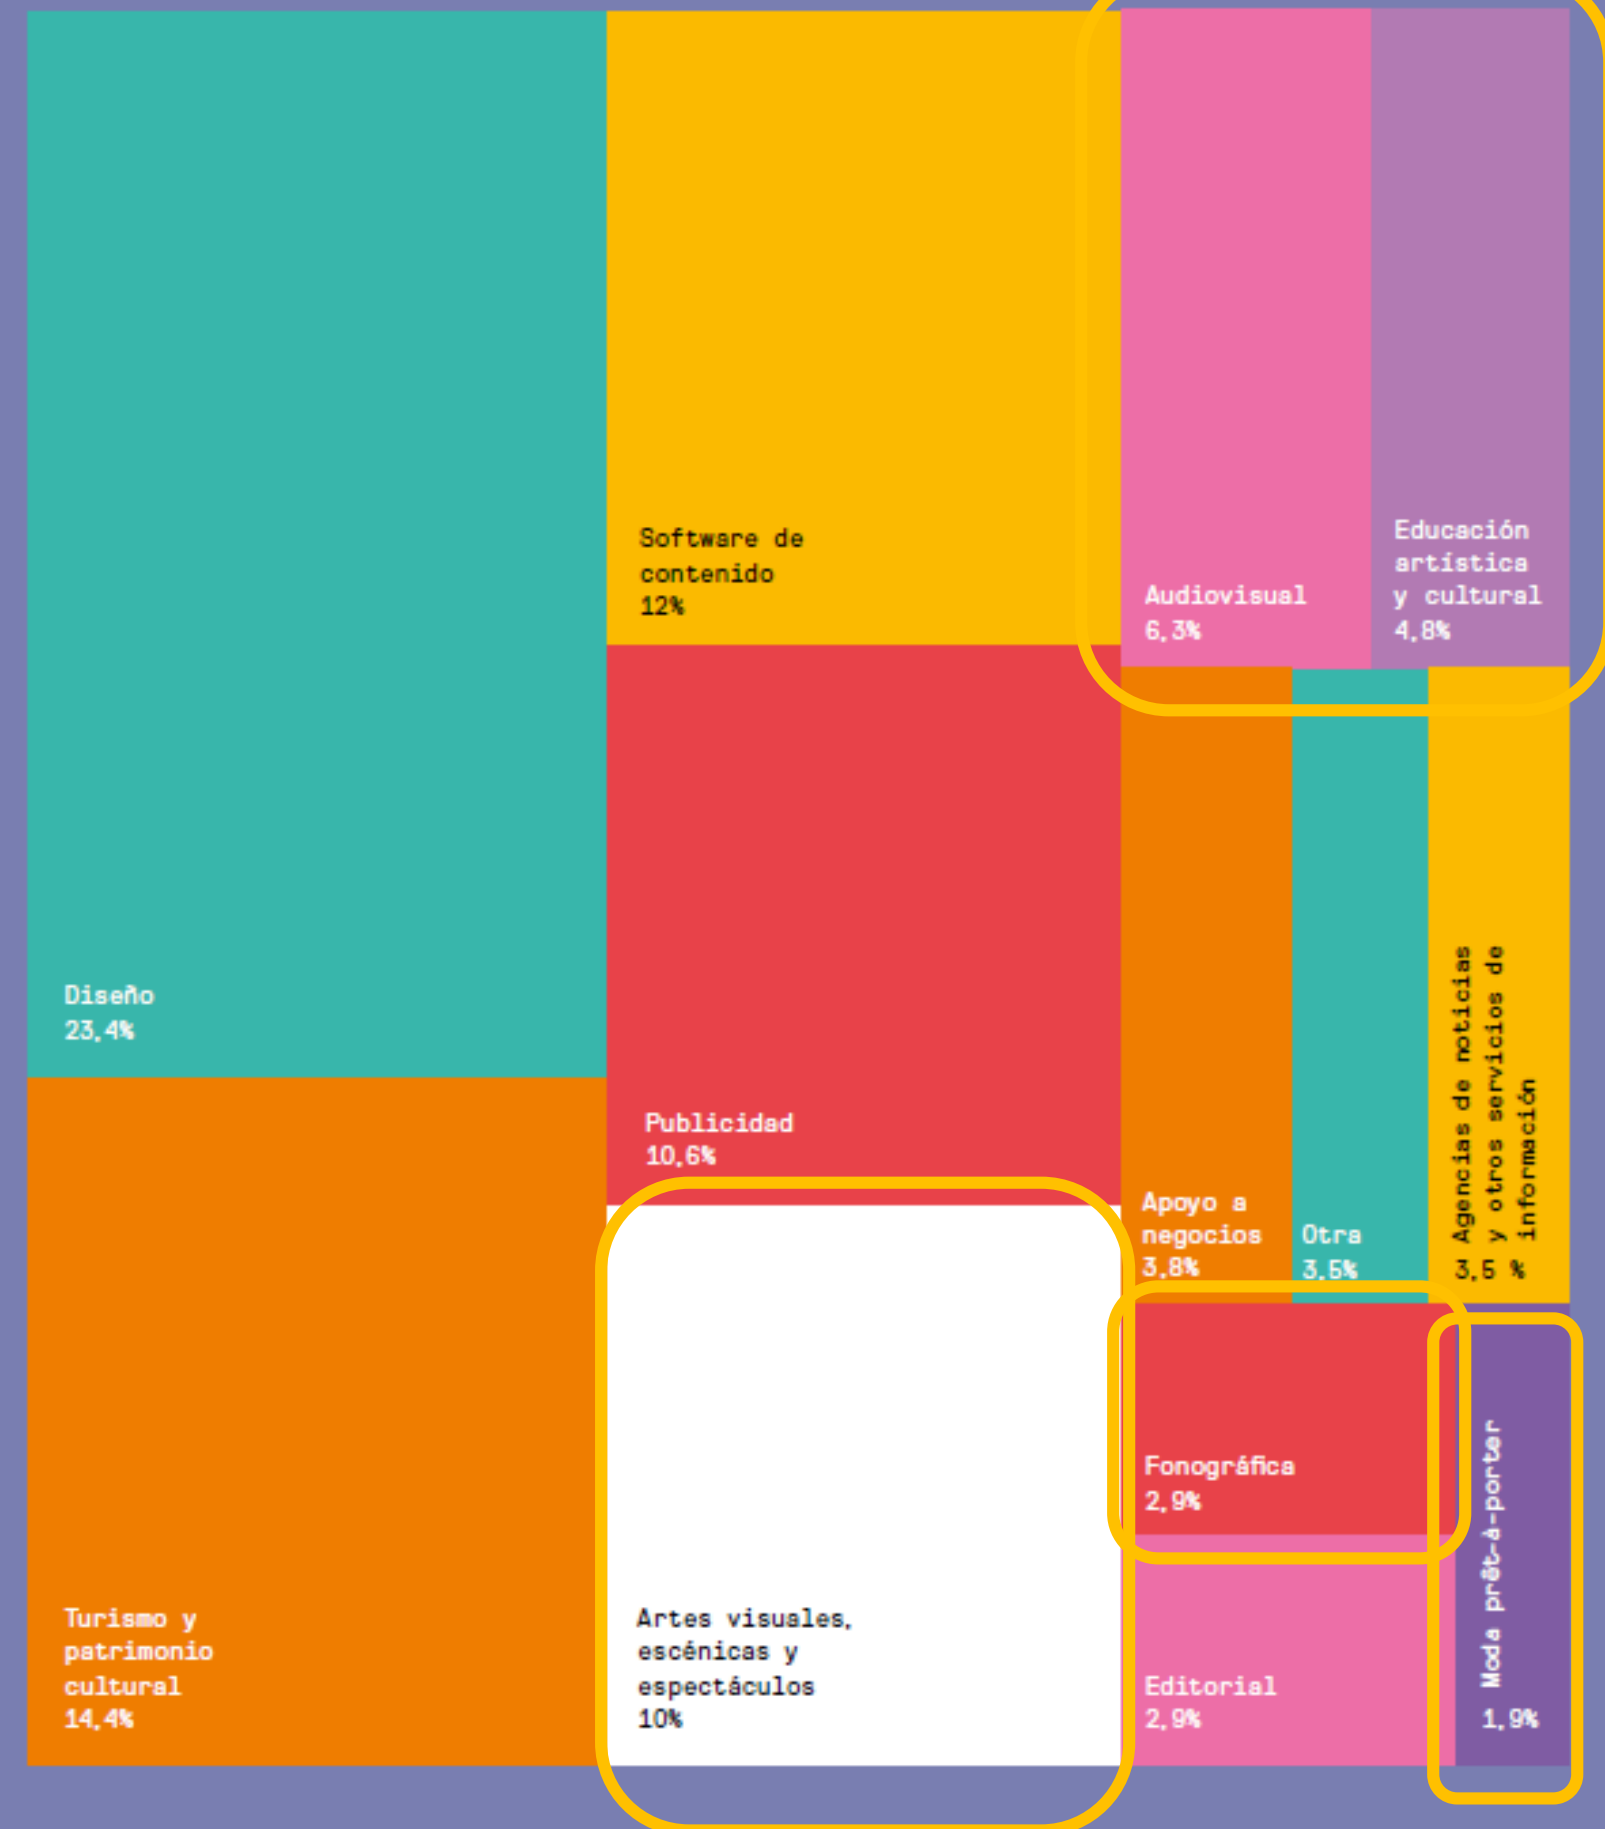 Diseño
23,4%
Turismo y
patrimonio
cultural
14,4%
Software de
contenido
12%
Publicidad
10,6%
Artes visuales,
escénicas y
espectáculos
10%
Audiovisual
6,3%
Educación
artística
y cultural
4,8%
Apoyo a
negocios
3,8%
Otra
3,5%
Agencias de noticias
y otros servicios de
información
3,5 %
Fonográfica
2,9%
Editorial
2,9%
Moda prêt-à-porter
1,9%